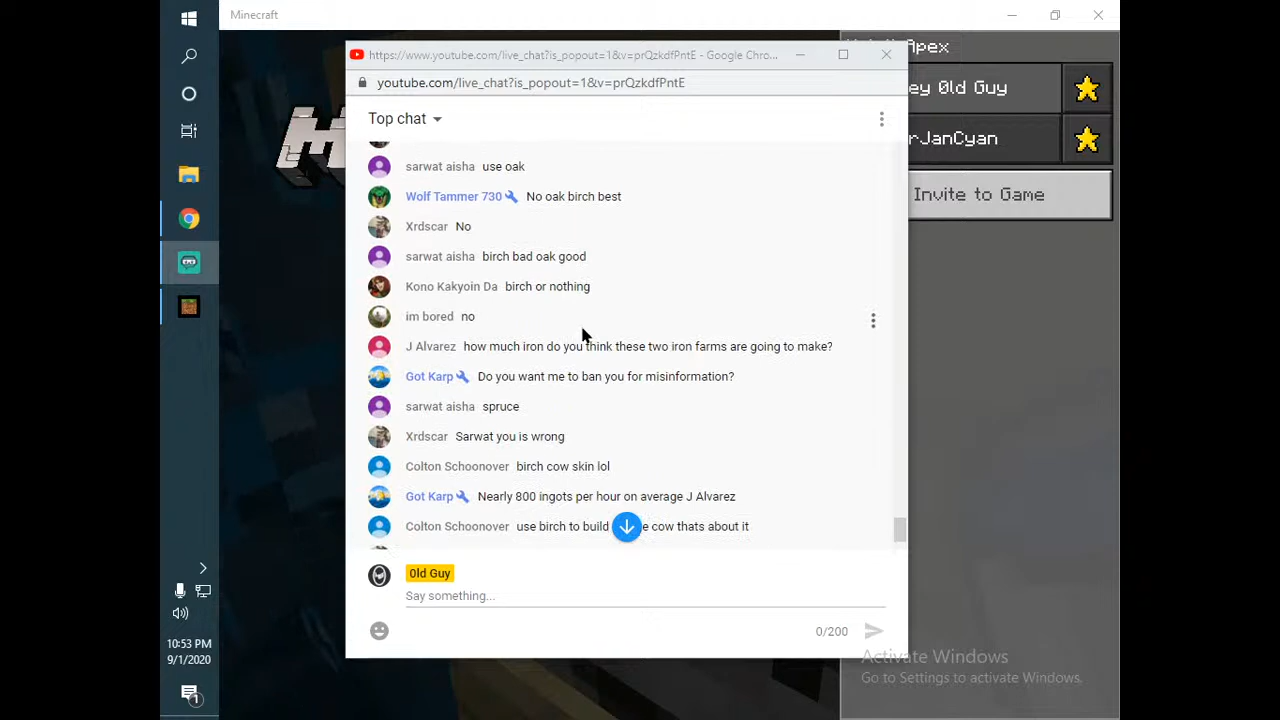 Minecraft
https://www.youtube.com/live_chat?is_popout=1&v=prQzkdfPntE - Google Chro...
youtube.com/live_chat?is_popout=1&v=prQzkdfPntE
Top chat
sarwat aisha use oak
Wolf Tammer 730 No oak birch best
Xrdscar No
sarwat aisha birch bad oak good
Kono Kakyoin Da birch or nothing
im bored no
J Alvarez how much iron do you think these two iron farms are going to make?
Got Karp Do you want me to ban you for misinformation?
sarwat aisha spruce
Xrdscar Sarwat you is wrong
Colton Schoonover birch cow skin lol
Got Karp Nearly 800 ingots per hour on average J Alvarez
Colton Schoonover use birch to build e cow thats about it
0ld Guy
Say something...
0/200
Apex
ey 0ld Guy
rJanCyan
Invite to Game
Activate Windows
Go to Settings to activate Windows.
10:53 PM
9/1/2020
1